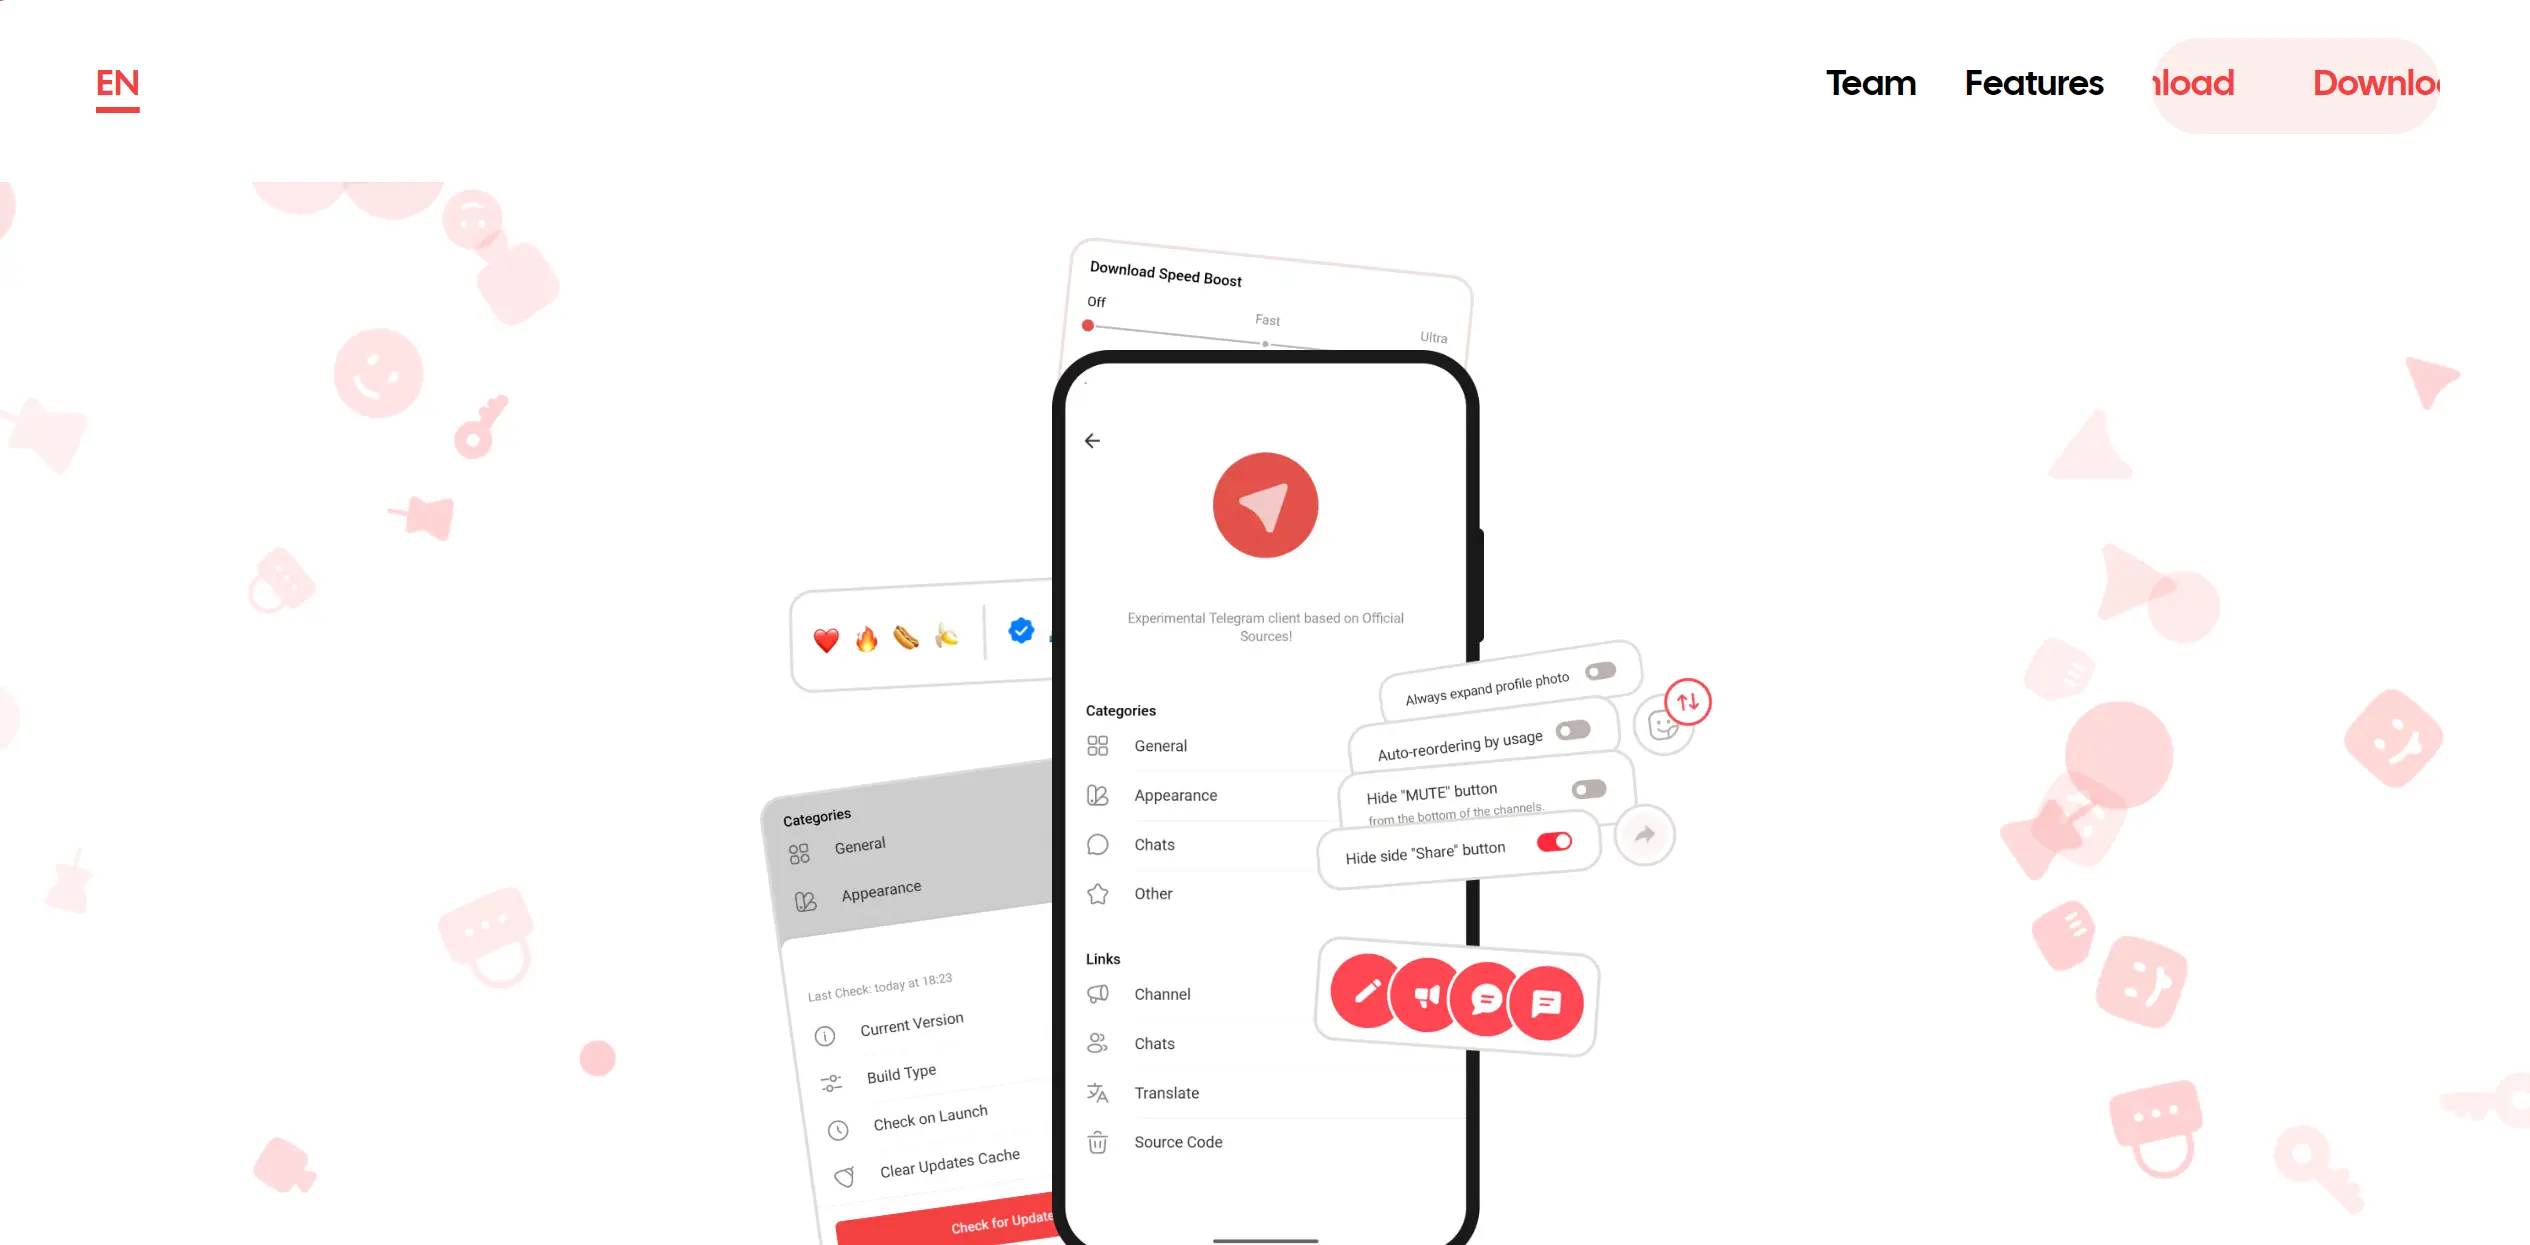 EN
Team
Features
nload
Downlo
Download Speed Boost
Off
Fast
Ultra
Experimental Telegram client based on Official
Sources!
Categories
General
Appearance
Chats
Other
Links
Channel
Chats
Translate
Source Code
Always expand profile photo
Auto-reordering by usage
Hide "MUTE" button
from the bottom of the channels.
Hide side "Share" button
Categories
General
Appearance
Last Check: today at 18:23
Current Version
Build Type
Check on Launch
Clear Updates Cache
Check for Update